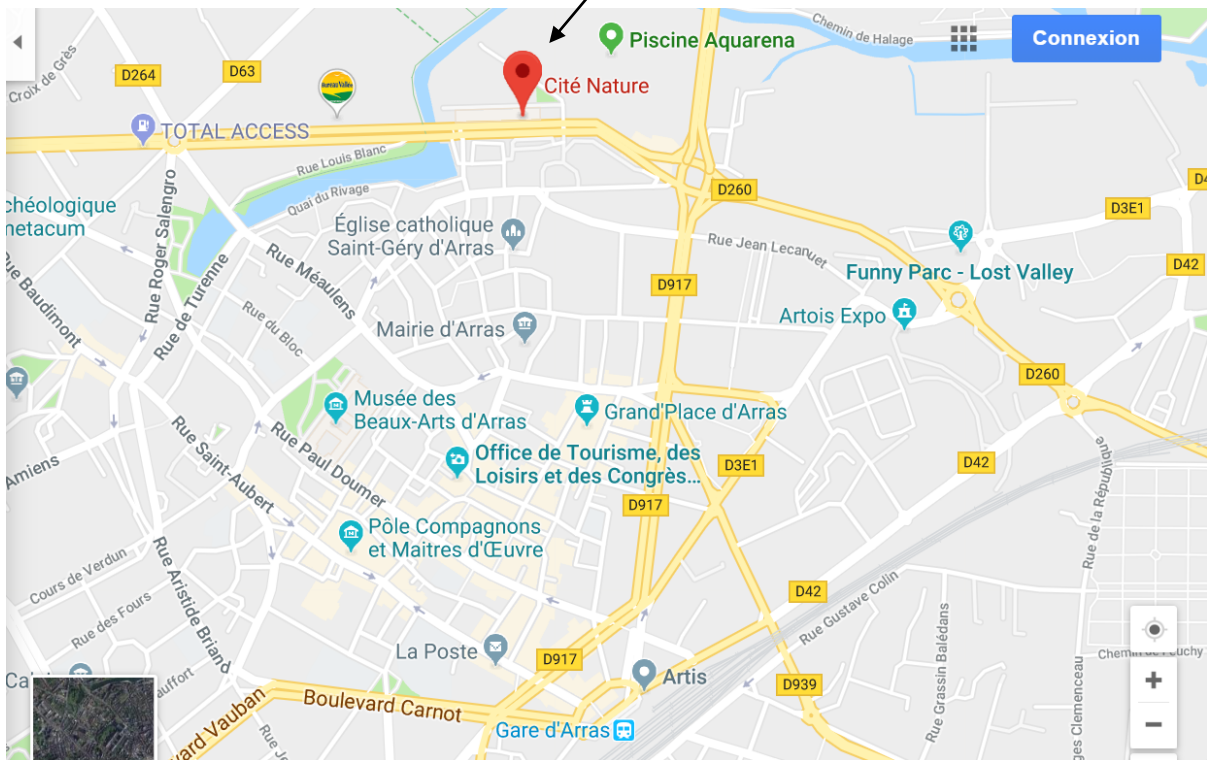 Chemin de Halage
Connexion
Piscine Aquarena
Croix de Grès
D264
D63
Bureau Vallée
Cité Nature
TOTAL ACCESS
Rue Louis Blanc
Quai du Rivage
D260
D3E1
chéologique
metacum
Rue Roger Salengro
Église catholique
Saint-Géry d'Arras
Rue Jean Lecanuet
Funny Parc - Lost Valley
D42
Rue Baudimont
Rue de Turenne
Rue Méaulens
D917
Rue du Bloc
Mairie d'Arras
Artois Expo
D260
Musée des
Beaux-Arts d'Arras
Grand'Place d'Arras
Rue Saint-Aubert
Rue Paul Doumer
Office de Tourisme, des
Loisirs et des Congrès...
D3E1
D42
Amiens
D917
Rue de la République
Pôle Compagnons
et Maitres d'Œuvre
Cours de Verdun
Rue Aristide Briand
Rue des Fours
D42
Rue Gustave Colin
Rue Grassin Balédans
La Poste
D917
Artis
D939
ges Clemenceau
Boulevard Carnot
vard Vauban
Gare d'Arras